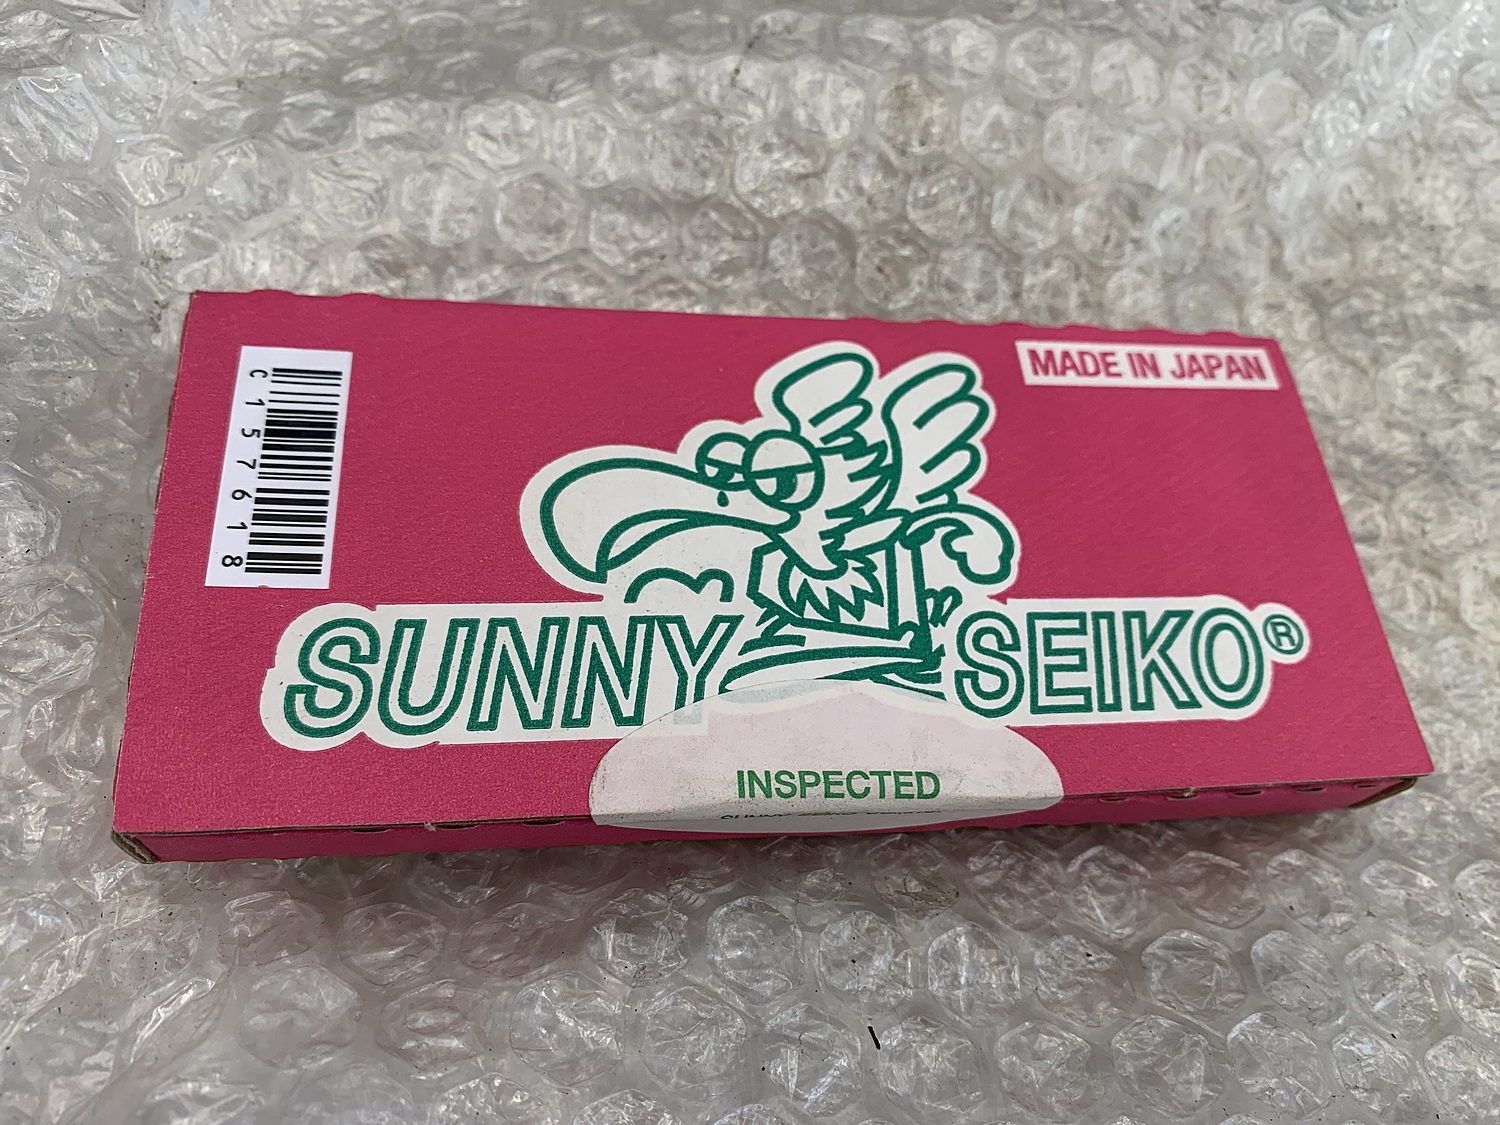 MADE IN JAPAN
C157618
SUNNY SEIKO®
INSPECTED